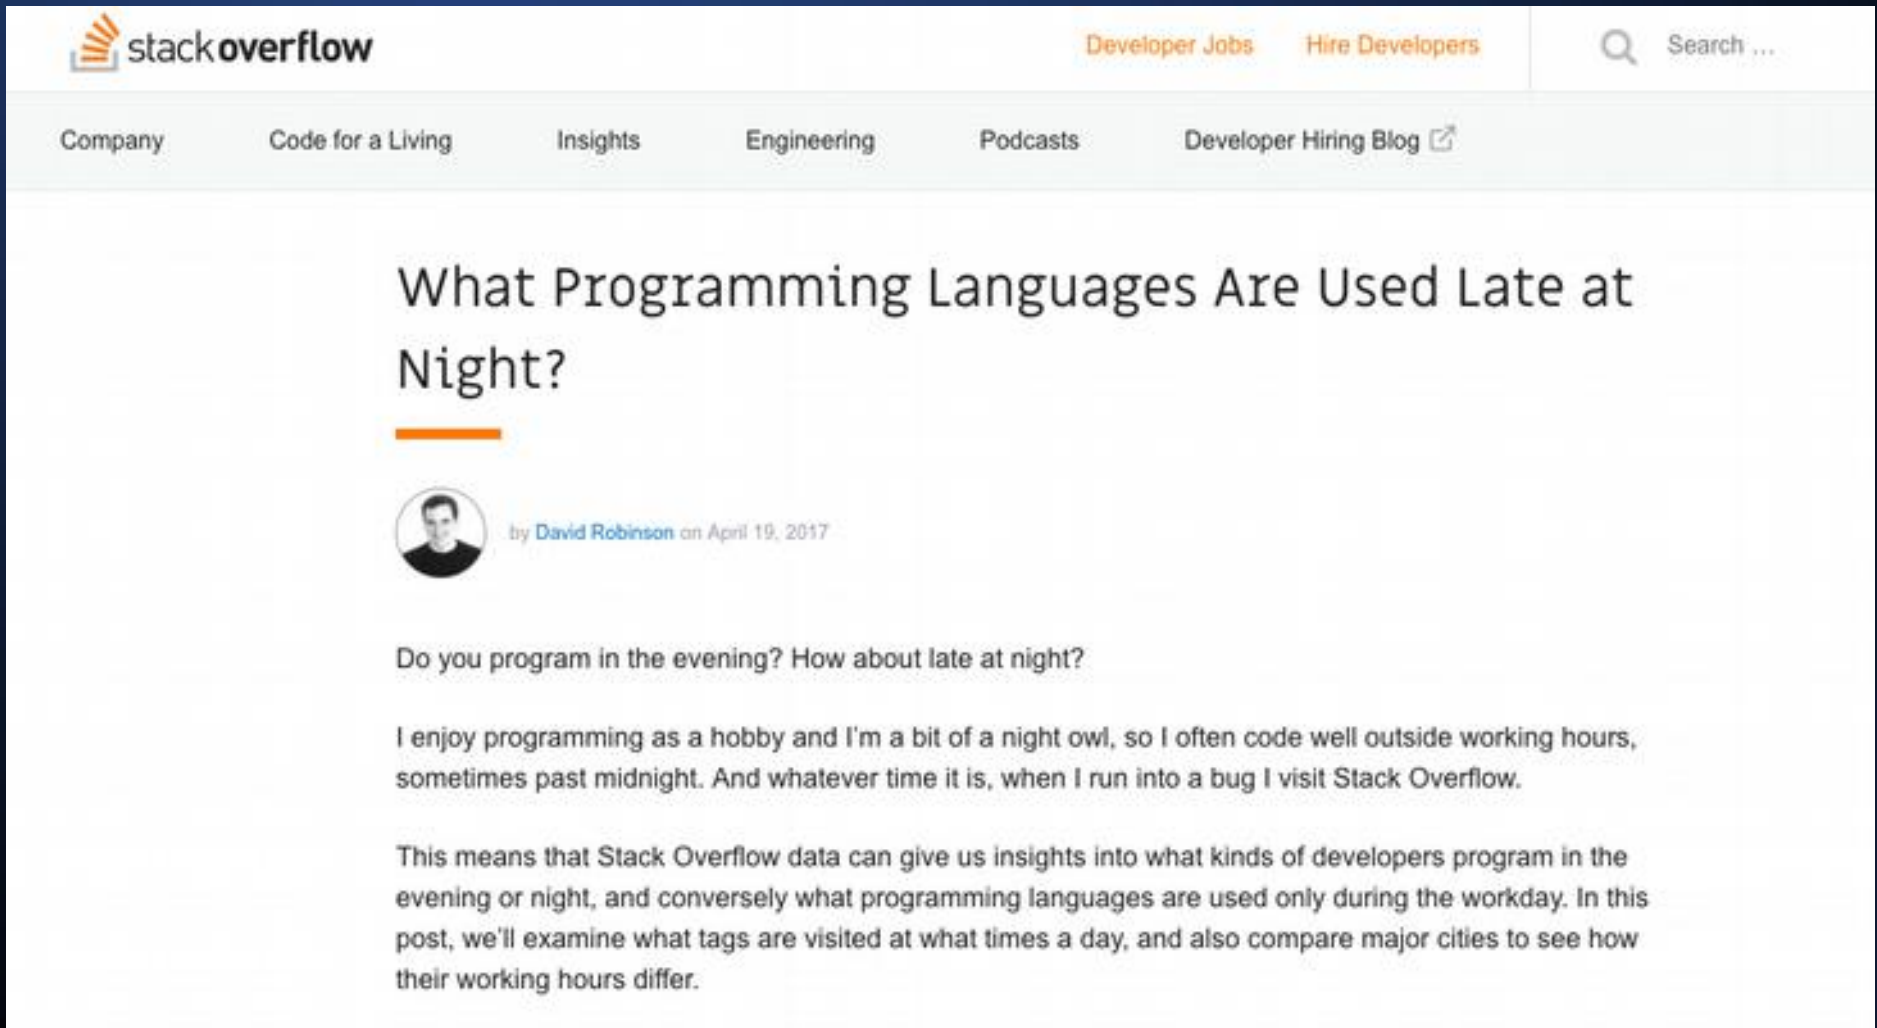 stackoverflow
Developer Jobs
Hire Developers
Search ...
Company
Code for a Living
Insights
Engineering
Podcasts
Developer Hiring Blog
What Programming Languages Are Used Late at
Night?
by David Robinson on April 19, 2017
Do you program in the evening? How about late at night?
I enjoy programming as a hobby and I'm a bit of a night owl, so I often code well outside working hours,
sometimes past midnight. And whatever time it is, when I run into a bug I visit Stack Overflow.
This means that Stack Overflow data can give us insights into what kinds of developers program in the
evening or night, and conversely what programming languages are used only during the workday. In this
post, we'll examine what tags are visited at what times a day, and also compare major cities to see how
their working hours differ.